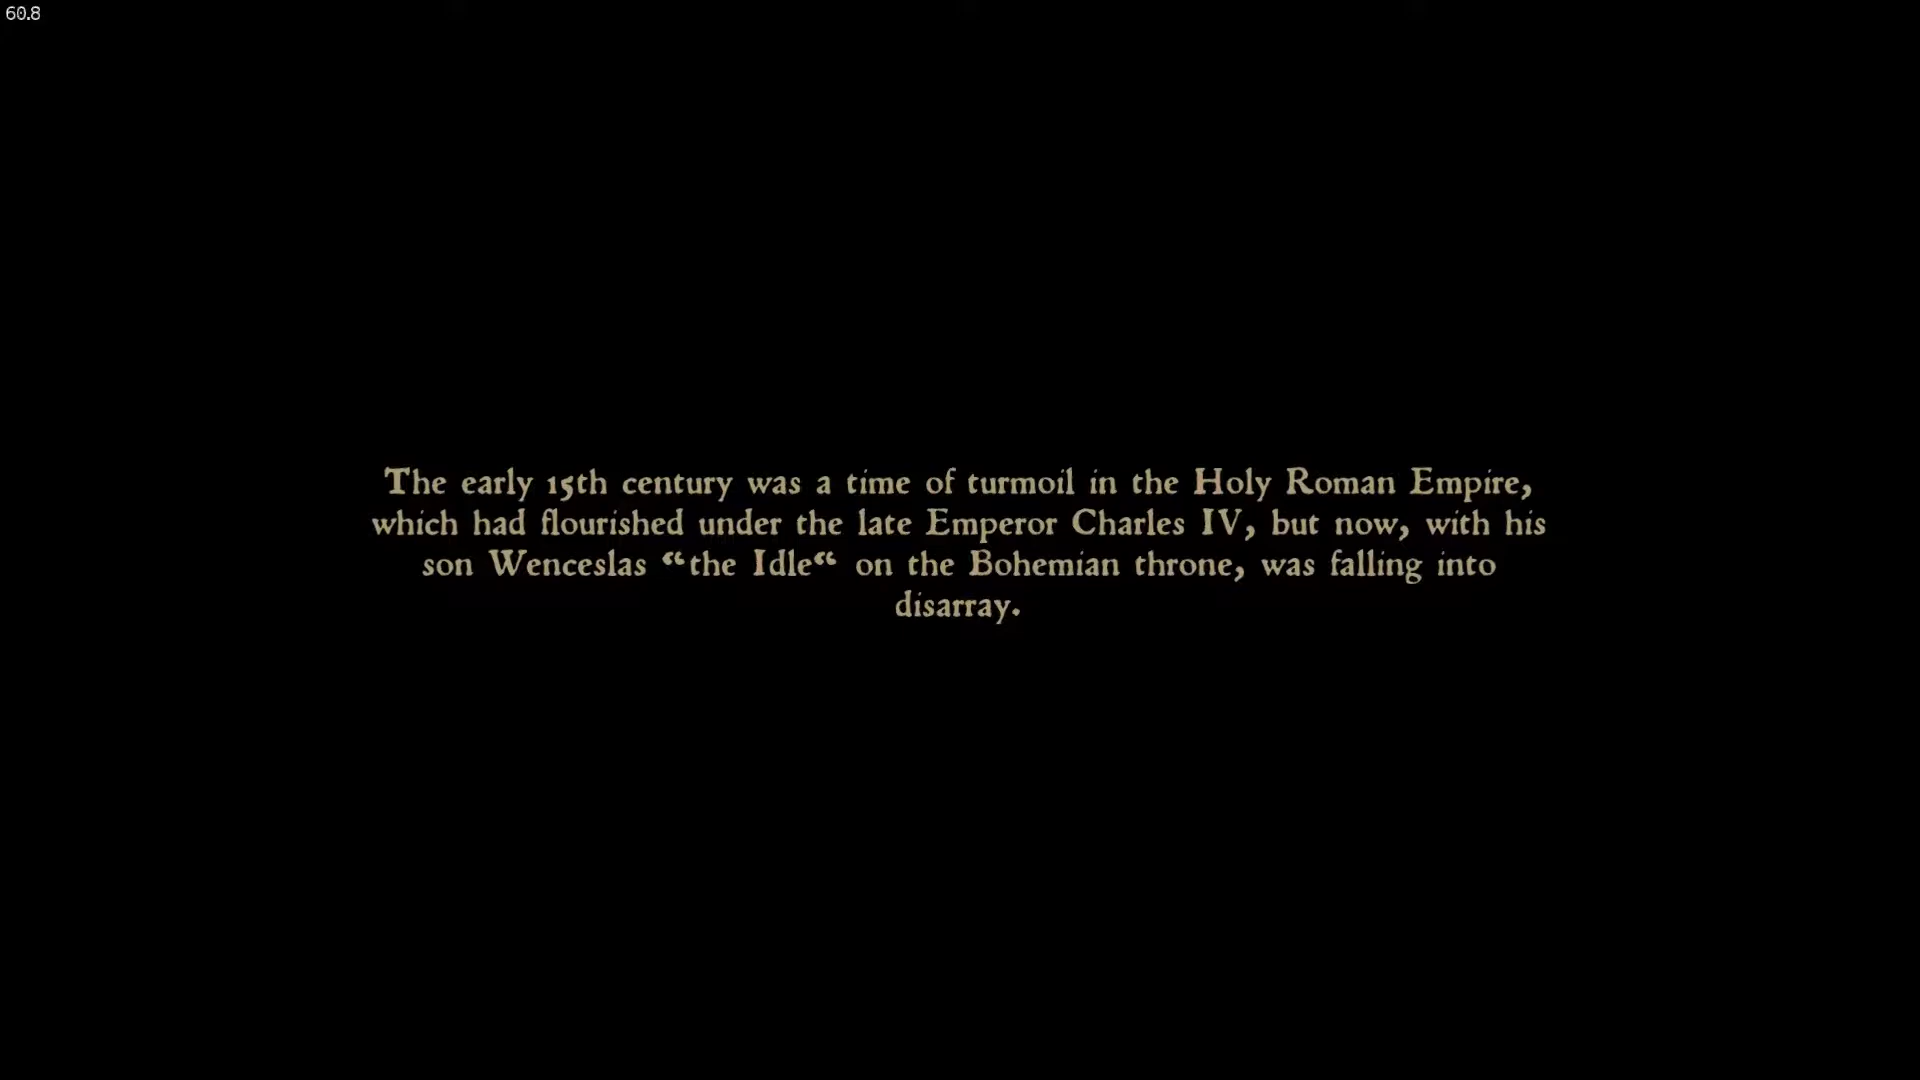 60.8
The early 15th century was a time of turmoil in the Holy Roman Empire,
which had flourished under the late Emperor Charles IV, but now, with his
son Wenceslas “the Idle“ on the Bohemian throne, was falling into
disarray.